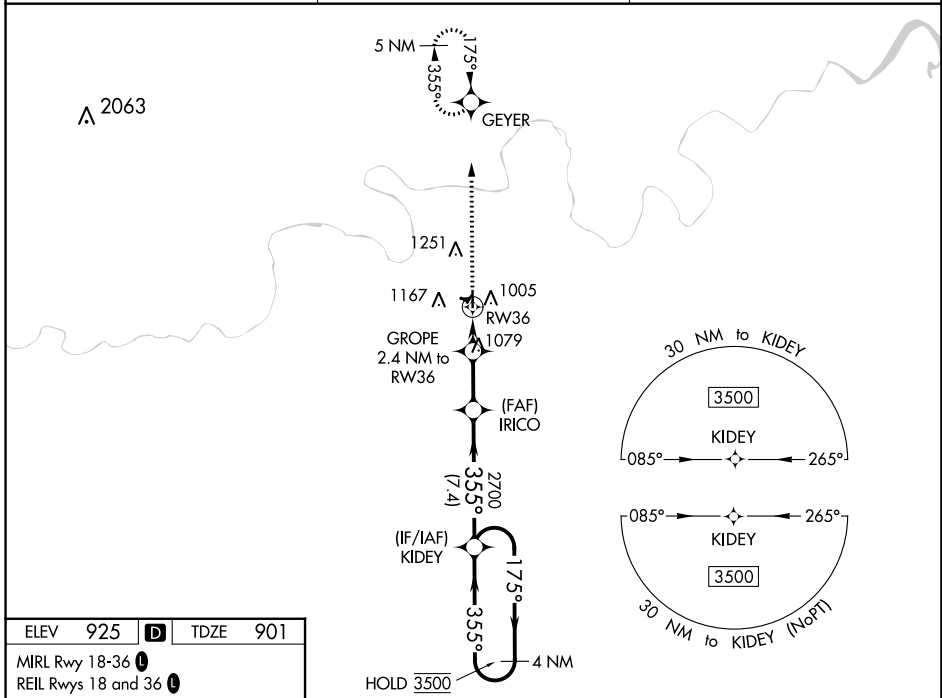 5 NM
175°
355°
GEYER
2063
1251
1167
1005
RW36
GROPE
2.4 NM to
RW36
1079
(FAF)
IRICO
2700
355°
(7.4)
(IF/IAF)
KIDEY
175°
355°
4 NM
HOLD 3500
30 NM to KIDEY
3500
KIDEY
085°
265°
085°
265°
KIDEY
3500
30 NM to KIDEY (NoPT)
ELEV 925 D TDZE 901
MIRL Rwy 18-36 L
REIL Rwys 18 and 36 L